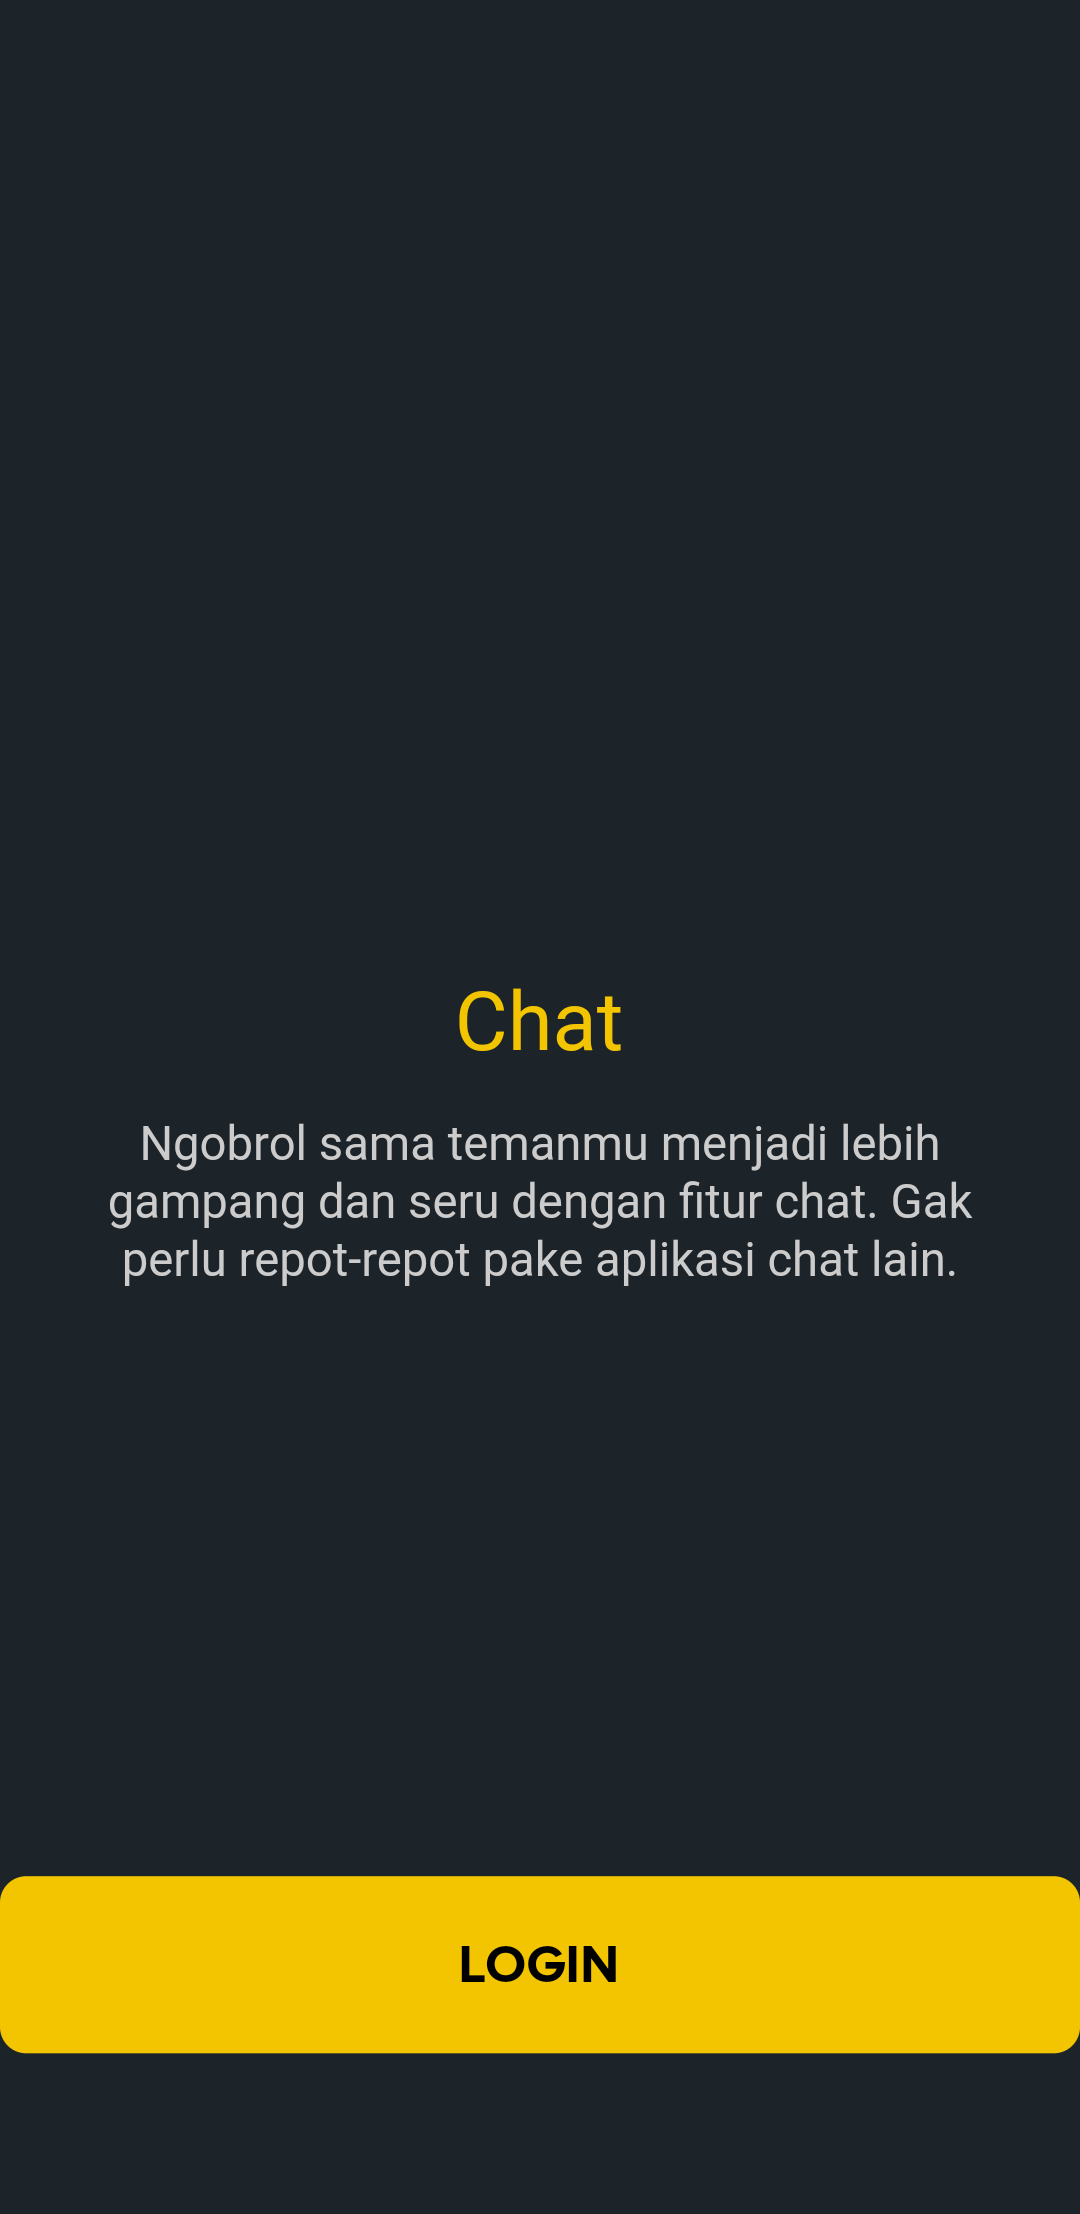 Chat
Ngobrol sama temanmu menjadi lebih
gampang dan seru dengan fitur chat. Gak
perlu repot-repot pake aplikasi chat lain.
LOGIN